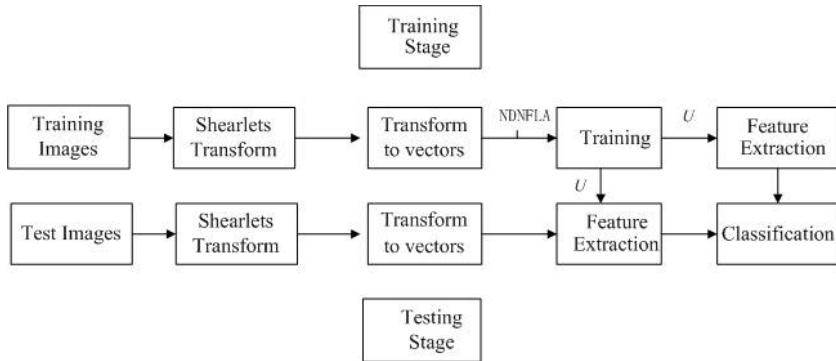 Training
Stage
Training
Images
Shearlets
Transform
Transform
to vectors
NDNFLA
Training
U
Feature
Extraction
U
Test Images
Shearlets
Transform
Transform
to vectors
Feature
Extraction
Classification
Testing
Stage